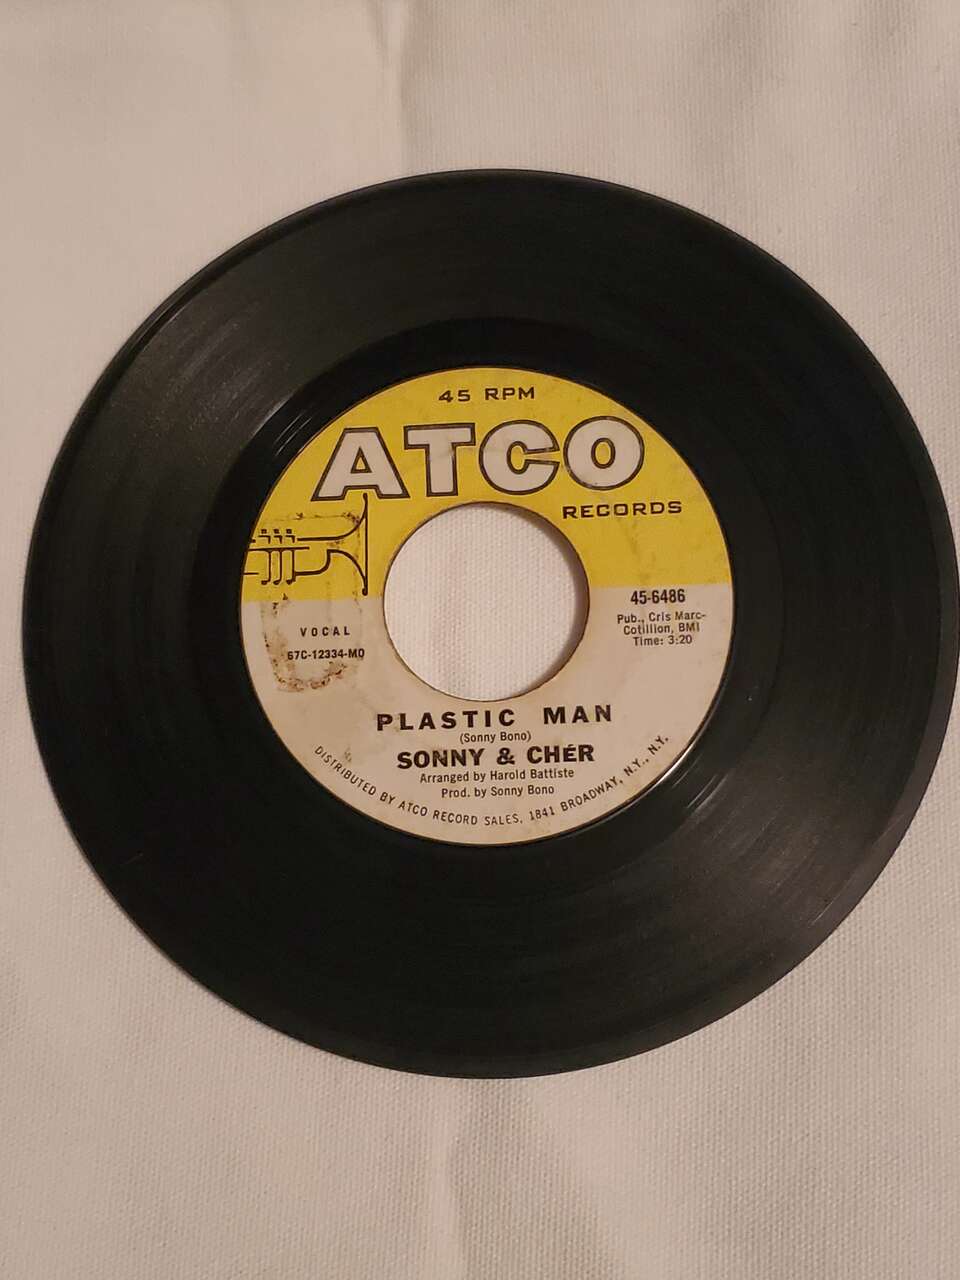 45 RPM
ATCO
RECORDS
45-6486
Pub., Cris Marc-
Cotillion, BMI
Time: 3:20
VOCAL
67C-12334-MO
PLASTIC MAN
(Sonny Bono)
SONNY & CHÉR
Arranged by Harold Battiste
Prod. by Sonny Bono
DISTRIBUTED BY ATCO RECORD SALES, 1841 BROADWAY, N.Y., N.Y.